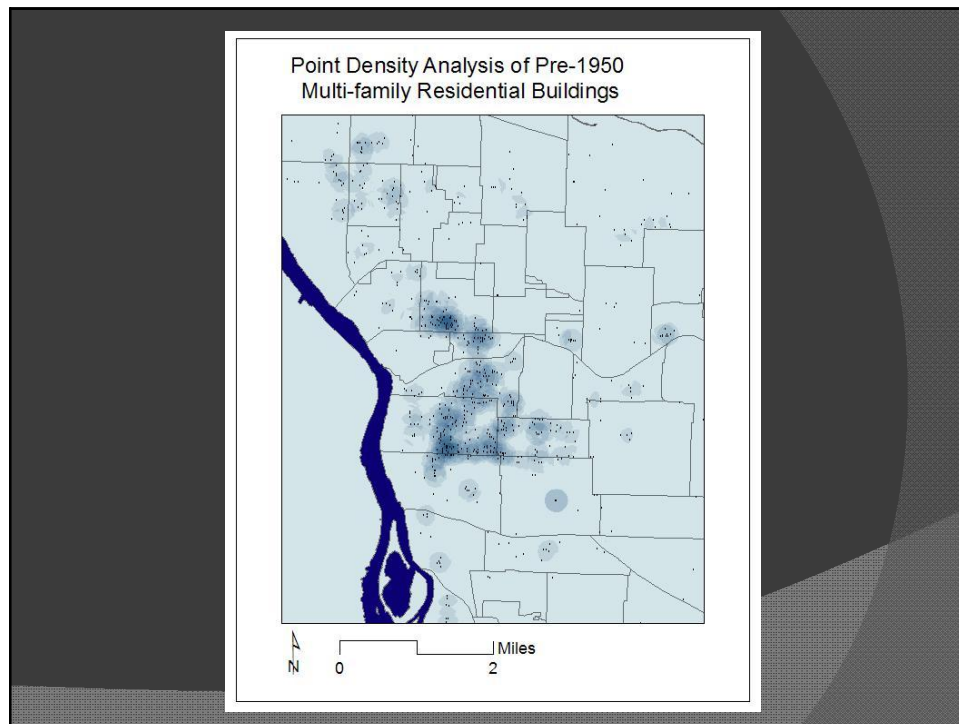 Point Density Analysis of Pre-1950
Multi-family Residential Buildings
N
0
2
Miles